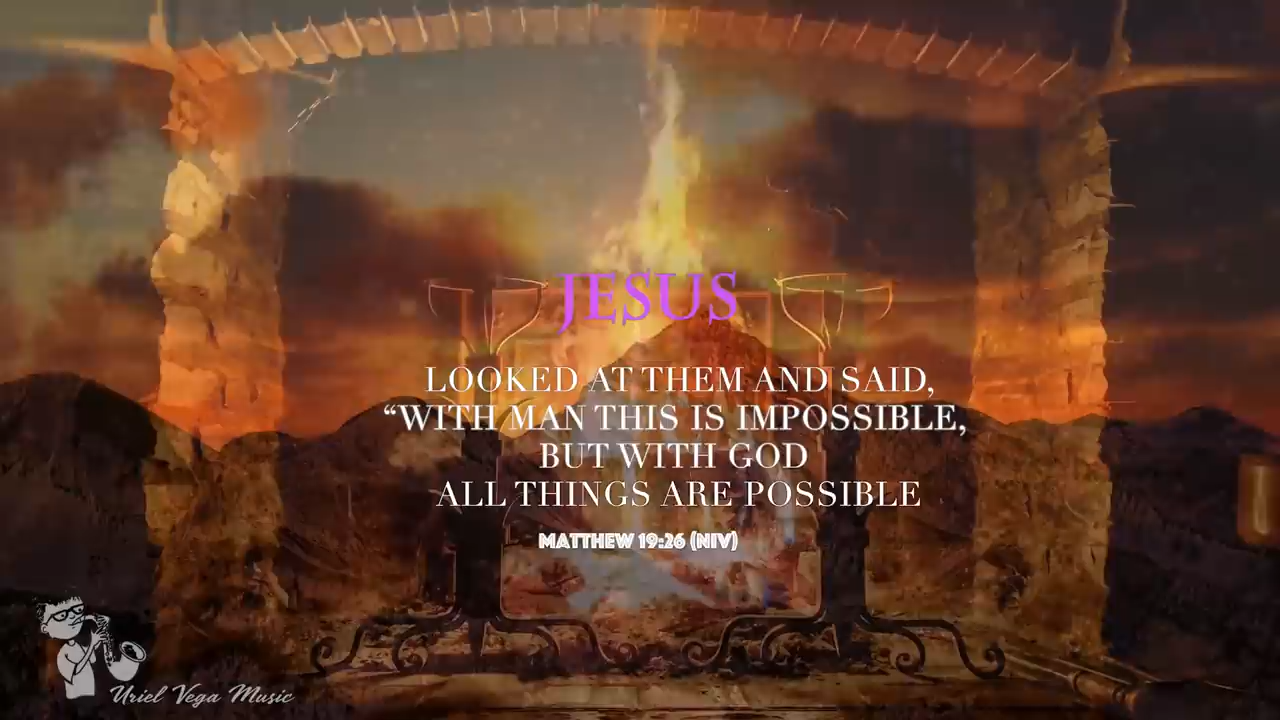 JESUS
LOOKED AT THEM AND SAID,
“WITH MAN THIS IS IMPOSSIBLE,
BUT WITH GOD
ALL THINGS ARE POSSIBLE
MATTHEW 19:26 (NIV)
Uriel Vega Music